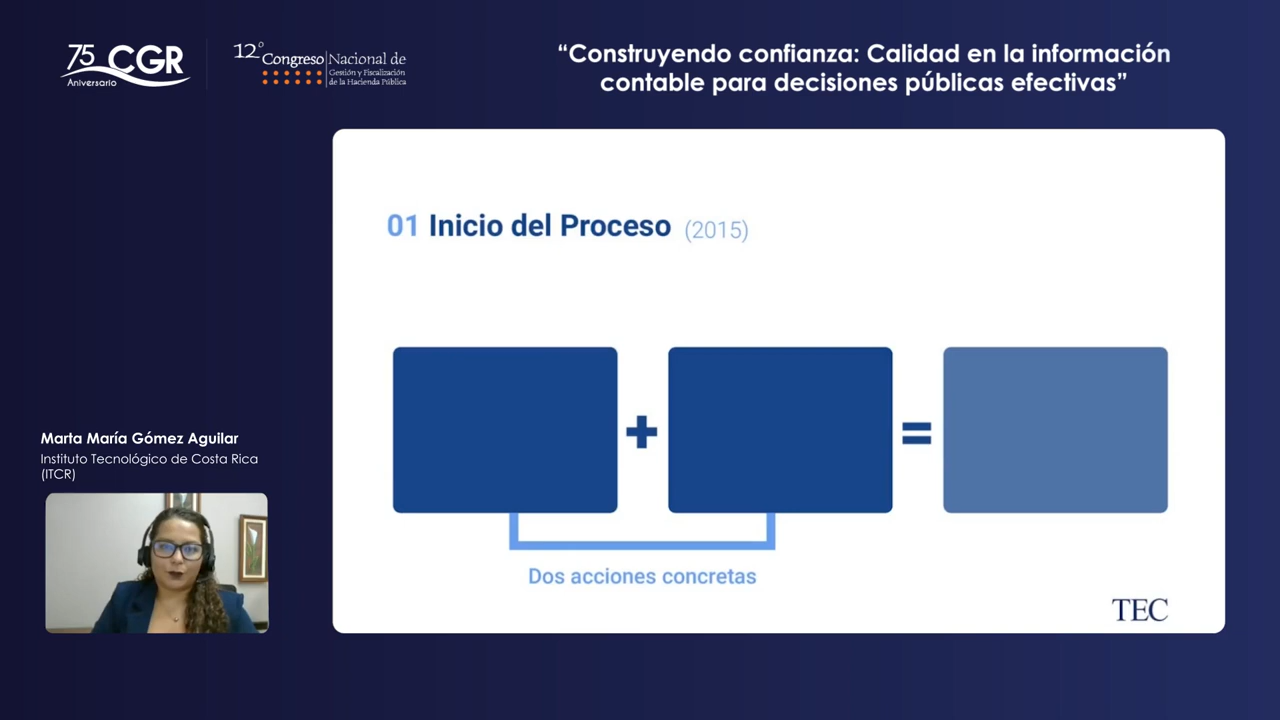 75 CGR
Aniversario
12° Congreso Nacional de
Gestión y Fiscalización
de la Hacienda Pública
“Construyendo confianza: Calidad en la información
contable para decisiones públicas efectivas”
01 Inicio del Proceso (2015)
+
=
Dos acciones concretas
TEC
Marta María Gómez Aguilar
Instituto Tecnológico de Costa Rica
(ITCR)